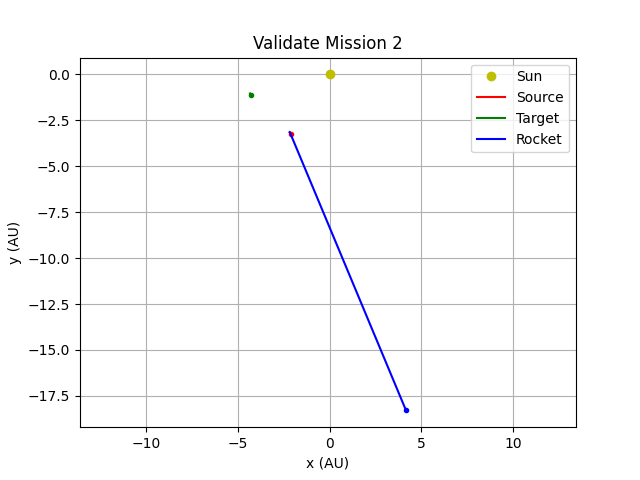 Validate Mission 2
Sun
Source
Target
Rocket
0.0
−2.5
−5.0
−7.5
−10.0
−12.5
−15.0
−17.5
y (AU)
−10
−5
0
5
10
x (AU)